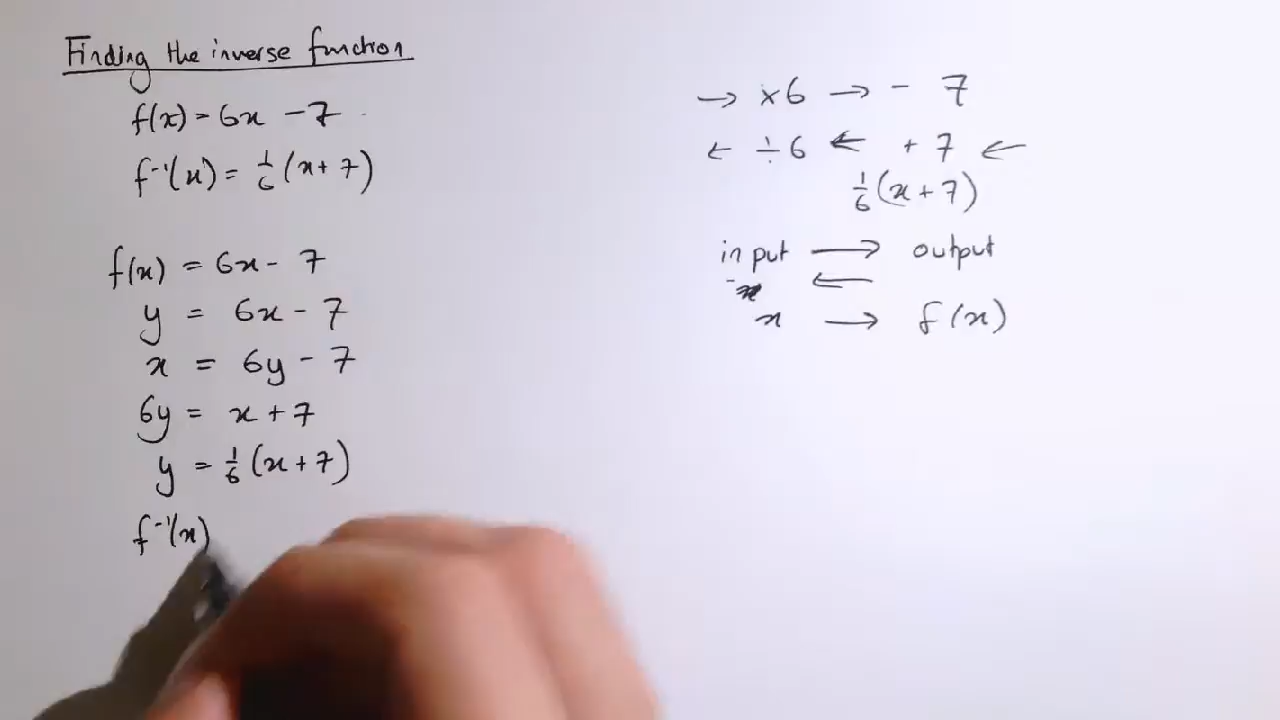 Finding the inverse function
f(x) = 6x - 7
f⁻¹(x) = 1/6 (x + 7)
f(x) = 6x - 7
y = 6x - 7
x = 6y - 7
6y = x + 7
y = 1/6 (x + 7)
f⁻¹(x)
→ ×6 → - 7
← ÷6 ← + 7 ←
1/6 (x + 7)
input → output
←
x → f(x)